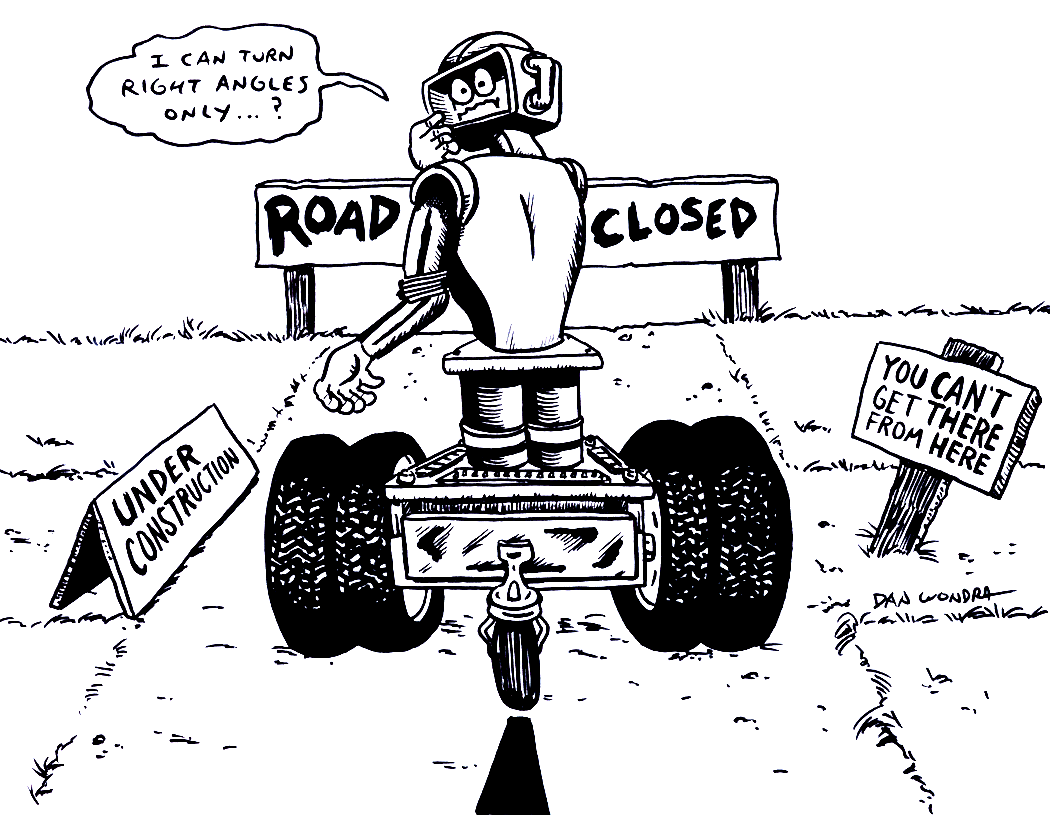 I CAN TURN
RIGHT ANGLES
ONLY...?
ROAD CLOSED
UNDER
CONSTRUCTION
YOU CAN'T
GET THERE
FROM HERE
DAN WONDRA